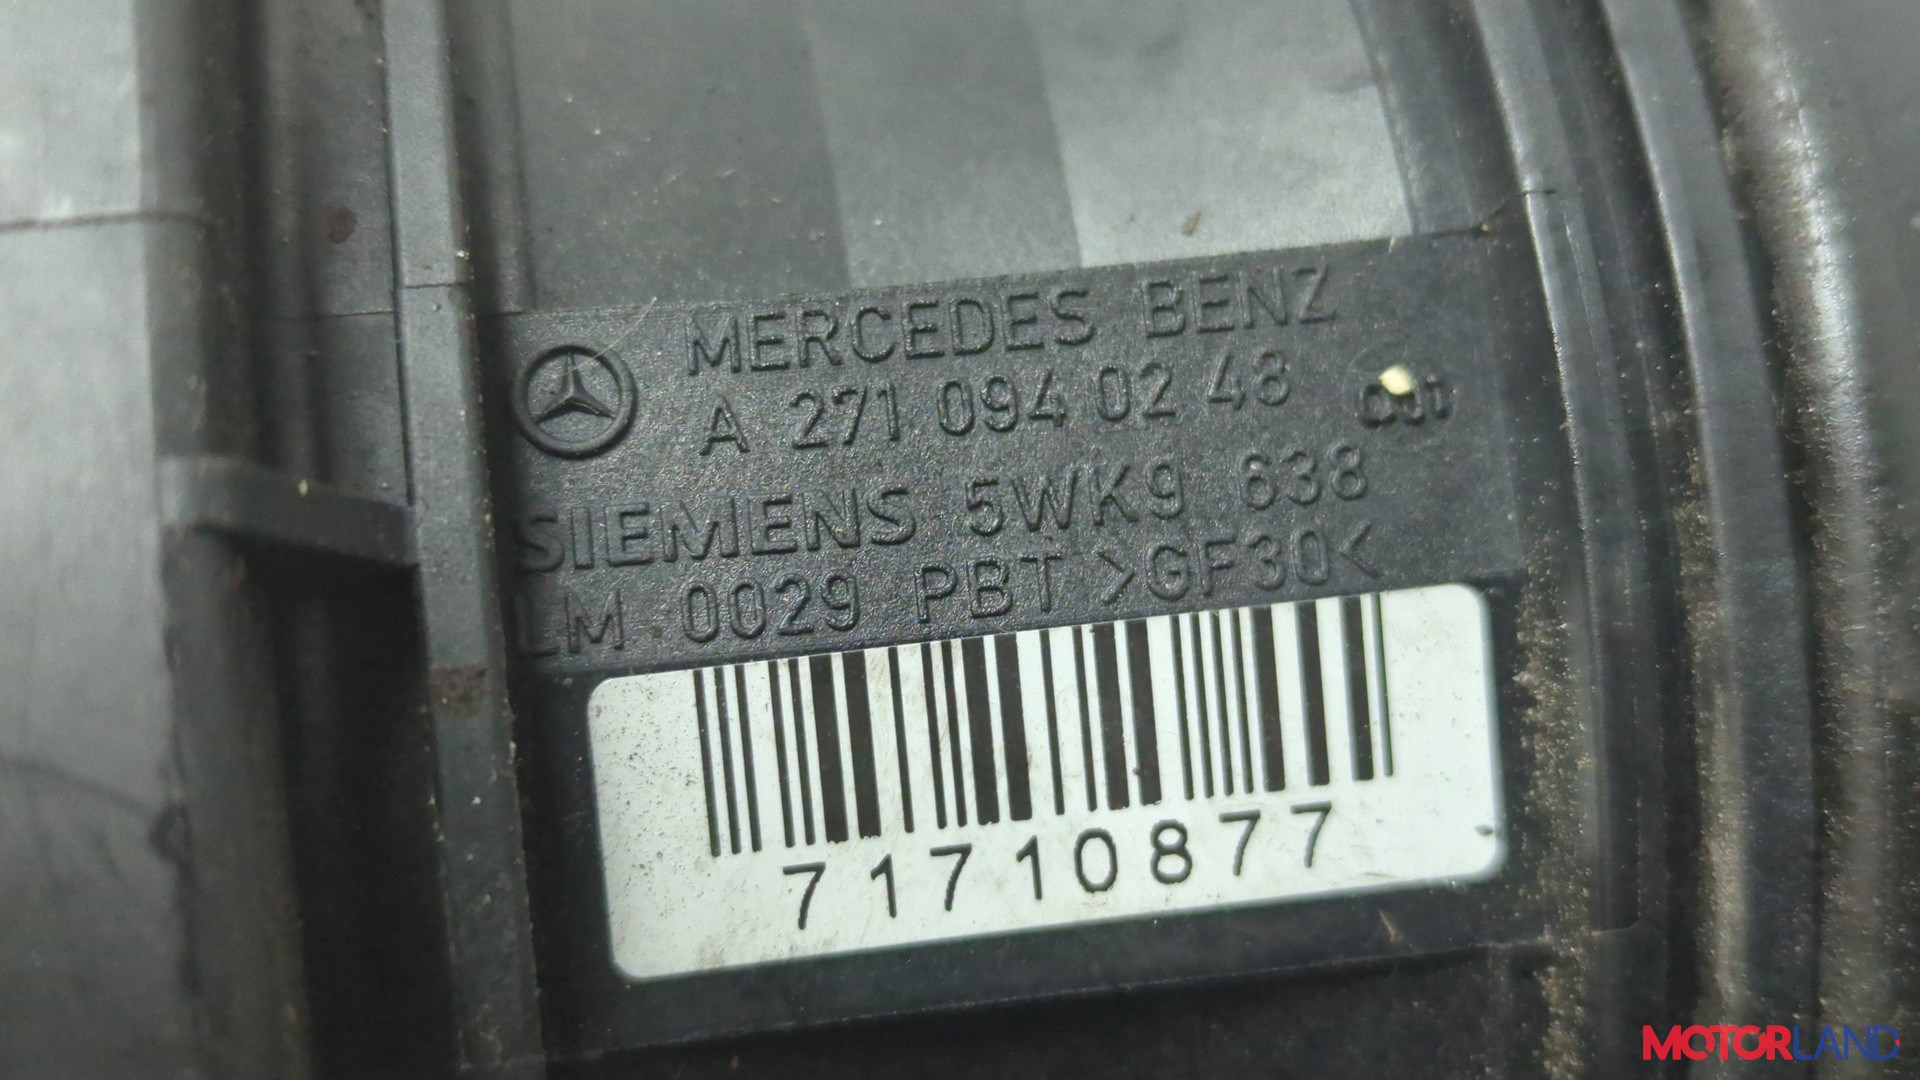 MERCEDES BENZ
A 271 094 02 48
SIEMENS 5WK9 638
LM 0029 PBT >GF30<
71710877
MOTORLAND